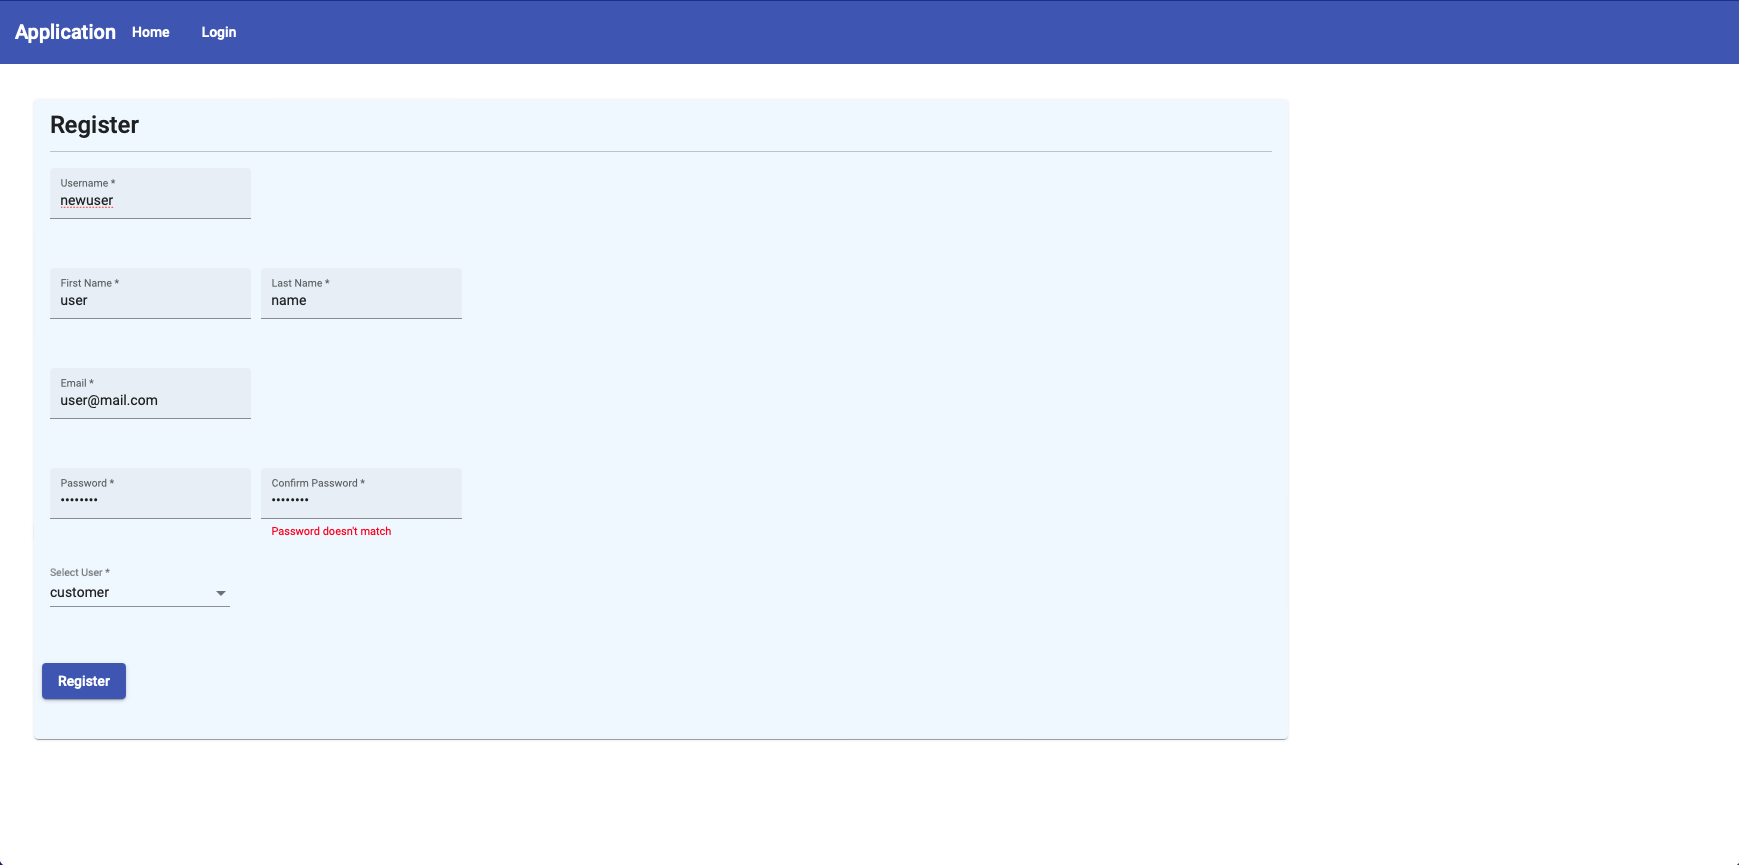 Application Home Login
Register
Username *
newuser
First Name * Last Name *
user name
Email *
user@mail.com
Password * Confirm Password *
•••••••• ••••••••
Password doesn't match
Select User *
customer
Register